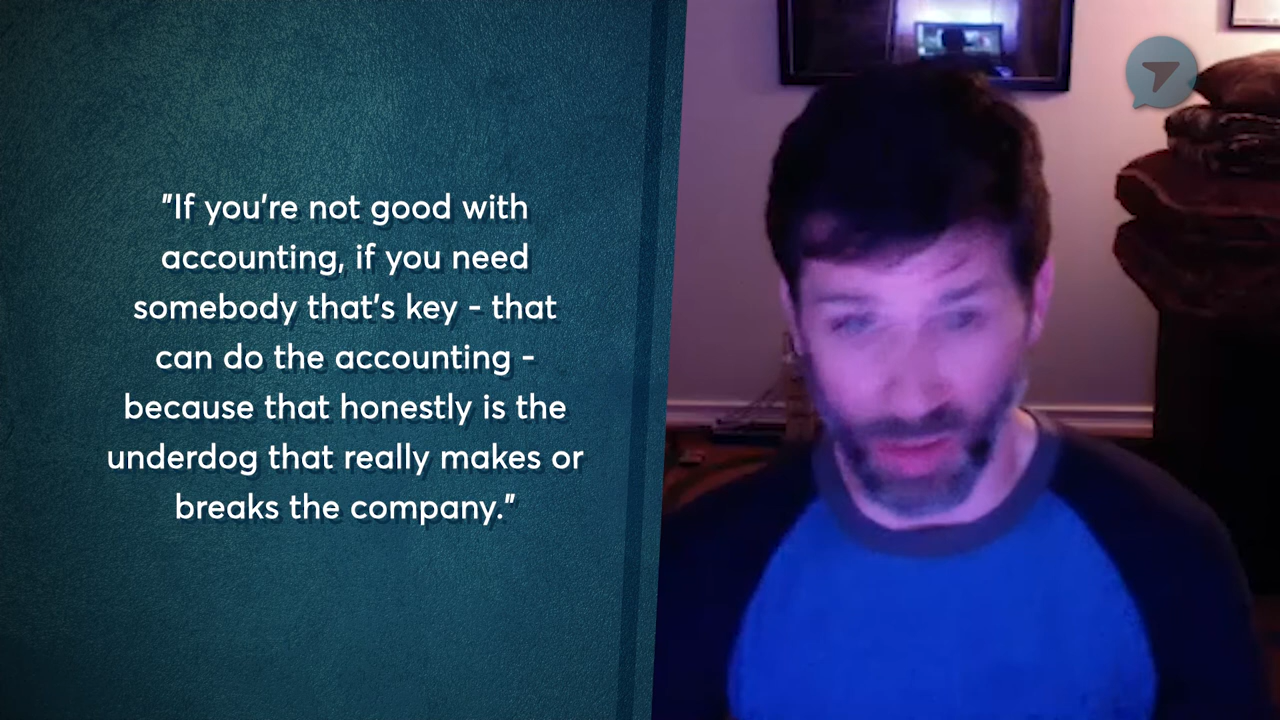 "If you're not good with
accounting, if you need
somebody that's key - that
can do the accounting -
because that honestly is the
underdog that really makes or
breaks the company."